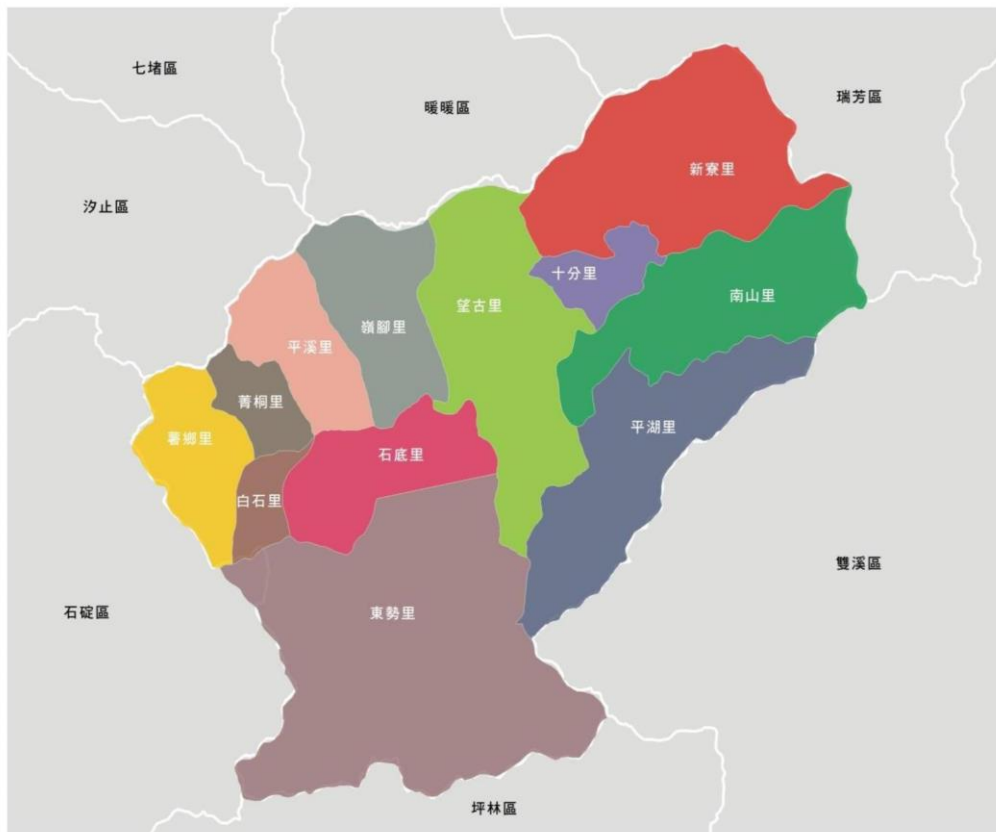 七堵區
暖暖區
瑞芳區
新寮里
汐止區
十分里
南山里
望古里
嶺腳里
平溪里
菁桐里
平湖里
薯鄉里
石底里
白石里
雙溪區
石碇區
東勢里
坪林區